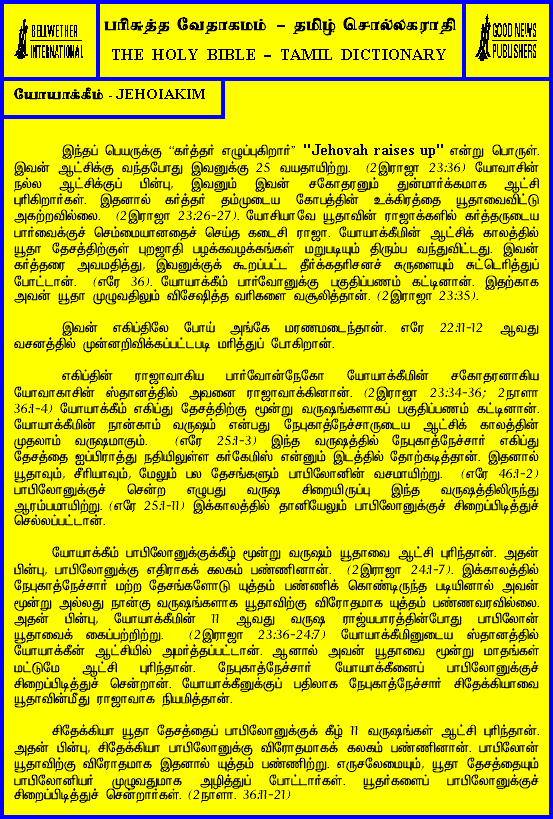 BELLWETHER
INTERNATIONAL
பரிசுத்த வேதாகமம் – தமிழ் சொல்லகராதி
THE HOLY BIBLE – TAMIL DICTIONARY
GOOD NEWS
PUBLISHERS
யோயாக்கீம் - JEHOIAKIM
இந்தப் பெயருக்கு “கர்த்தர் எழுப்புகிறார்” "Jehovah raises up" என்று பொருள்.
இவன் ஆட்சிக்கு வந்தபோது இவனுக்கு 25 வயதாயிற்று. (2இராஜா 23:36) யோவாசின்
நல்ல ஆட்சிக்குப் பின்பு, இவனும் இவன் சகோதரனும் துன்மார்க்கமாக ஆட்சி
புரிகிறார்கள். இதனால் கர்த்தர் தம்முடைய கோபத்தின் உக்கிரத்தை யூதாவைவிட்டு
அகற்றவில்லை. (2இராஜா 23:26-27). யோசியாவே யூதாவின் ராஜாக்களில் கர்த்தருடைய
பார்வைக்குச் செம்மையானதைச் செய்த கடைசி ராஜா. யோயாக்கீமின் ஆட்சிக் காலத்தில்
யூதா தேசத்திற்குள் புறஜாதி பழக்கவழக்கங்கள் மறுபடியும் திரும்ப வந்துவிட்டது. இவன்
கர்த்தரை அவமதித்து, இவனுக்குக் கூறப்பட்ட தீர்க்கதரிசனச் சுருளையும் சுட்டெரித்துப்
போட்டான். (எரே 36). யோயாக்கீம் பார்வோனுக்கு பகுதிப்பணம் கட்டினான். இதற்காக
அவன் யூதா முழுவதிலும் விசேஷித்த வரிகளை வசூலித்தான். (2இராஜா 23:35).
இவன் எகிப்திலே போய் அங்கே மரணமடைந்தான். எரே 22:11-12 ஆவது
வசனத்தில் முன்னறிவிக்கப்பட்டபடி மரித்துப் போகிறான்.
எகிப்தின் ராஜாவாகிய பார்வோன்நேகோ யோயாக்கீமின் சகோதரனாகிய
யோவாகாசின் ஸ்தானத்தில் அவனை ராஜாவாக்கினான். (2இராஜா 23:34-36; 2நாளா
36:1-4) யோயாக்கீம் எகிப்து தேசத்திற்கு மூன்று வருஷங்களாகப் பகுதிப்பணம் கட்டினான்.
யோயாக்கீமின் நான்காம் வருஷம் என்பது நேபுகாத்நேச்சாருடைய ஆட்சிக் காலத்தின்
முதலாம் வருஷமாகும். (எரே 25:1-3) இந்த வருஷத்தில் நேபுகாத்நேச்சார் எகிப்து
தேசத்தை ஐப்பிராத்து நதியிலுள்ள கர்கேமிஸ் என்னும் இடத்தில் தோற்கடித்தான். இதனால்
யூதாவும், சீரியாவும், மேலும் பல தேசங்களும் பாபிலோனின் வசமாயிற்று. (எரே 46:1-2)
பாபிலோனுக்குச் சென்ற எழுபது வருஷ சிறையிருப்பு இந்த வருஷத்திலிருந்து
ஆரம்பமாயிற்று. (எரே 25:1-11) இக்காலத்தில் தானியேலும் பாபிலோனுக்குச் சிறைப்பிடித்துச்
செல்லப்பட்டான்.
யோயாக்கீம் பாபிலோனுக்குக்கீழ் மூன்று வருஷம் யூதாவை ஆட்சி புரிந்தான். அதன்
பின்பு, பாபிலோனுக்கு எதிராகக் கலகம் பண்ணினான். (2இராஜா 24:1-7). இக்காலத்தில்
நேபுகாத்நேச்சார் மற்ற தேசங்களோடு யுத்தம் பண்ணிக் கொண்டிருந்த படியினால் அவன்
மூன்று அல்லது நான்கு வருஷங்களாக யூதாவிற்கு விரோதமாக யுத்தம் பண்ணவரவில்லை.
அதன் பின்பு, யோயாக்கீமின் 11 ஆவது வருஷ ராஜ்யபாரத்தின்போது பாபிலோன்
யூதாவைக் கைப்பற்றிற்று. (2இராஜா 23:36-24:7) யோயாக்கீமினுடைய ஸ்தானத்தில்
யோயாக்கீன் ஆட்சியில் அமர்த்தப்பட்டான். ஆனால் அவன் யூதாவை மூன்று மாதங்கள்
மட்டுமே ஆட்சி புரிந்தான். நேபுகாத்நேச்சார் யோயாக்கீனைப் பாபிலோனுக்குச்
சிறைப்பிடித்துச் சென்றான். யோயாக்கீனுக்குப் பதிலாக நேபுகாத்நேச்சார் சிதேக்கியாவை
யூதாவின்மீது ராஜாவாக நியமித்தான்.
சிதேக்கியா யூதா தேசத்தைப் பாபிலோனுக்குக் கீழ் 11 வருஷங்கள் ஆட்சி புரிந்தான்.
அதன் பின்பு, சிதேக்கியா பாபிலோனுக்கு விரோதமாகக் கலகம் பண்ணினான். பாபிலோன்
யூதாவிற்கு விரோதமாக இதனால் யுத்தம் பண்ணிற்று. எருசலேமையும், யூதா தேசத்தையும்
பாபிலோனியர் முழுவதுமாக அழித்துப் போட்டார்கள். யூதர்களைப் பாபிலோனுக்குச்
சிறைப்பிடித்துச் சென்றார்கள். (2நாளா. 36:11-21)